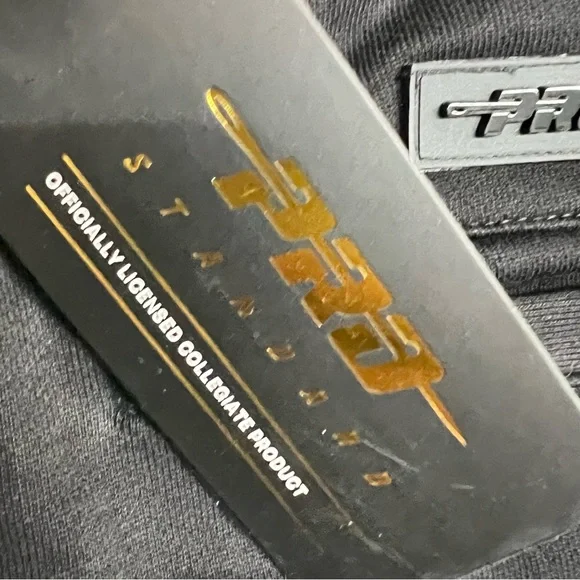 PRO
STANDARD
OFFICIALLY LICENSED COLLEGIATE PRODUCT
PRO